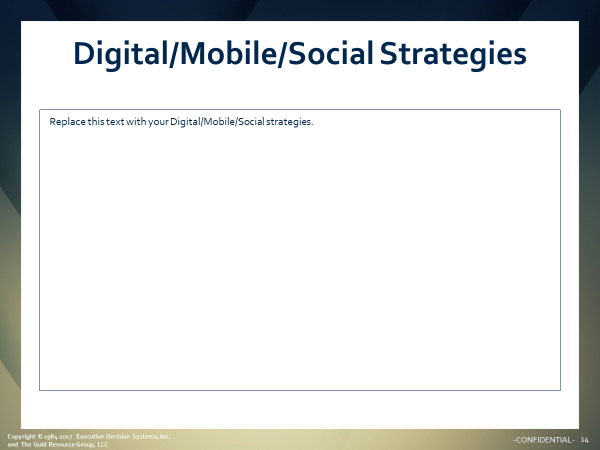 Digital/Mobile/Social Strategies
Replace this text with your Digital/Mobile/Social strategies.
Copyright © 1984-2017 Executive Decision Systems, Inc.
and The Guld Resource Group, LLC
-CONFIDENTIAL- 14